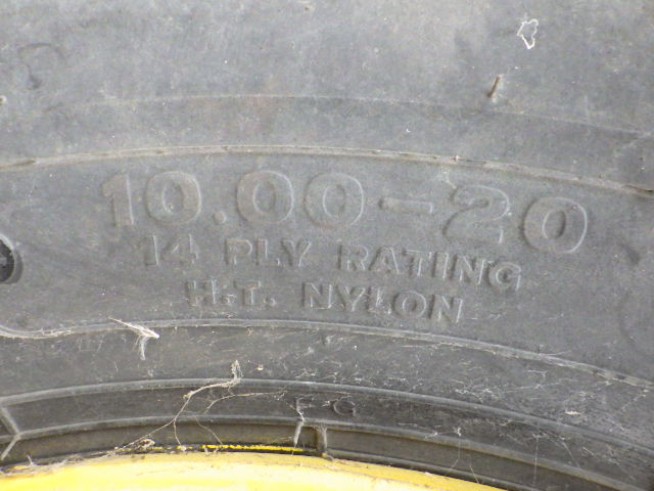 10.00-20
14 PLY RATING
H.T. NYLON